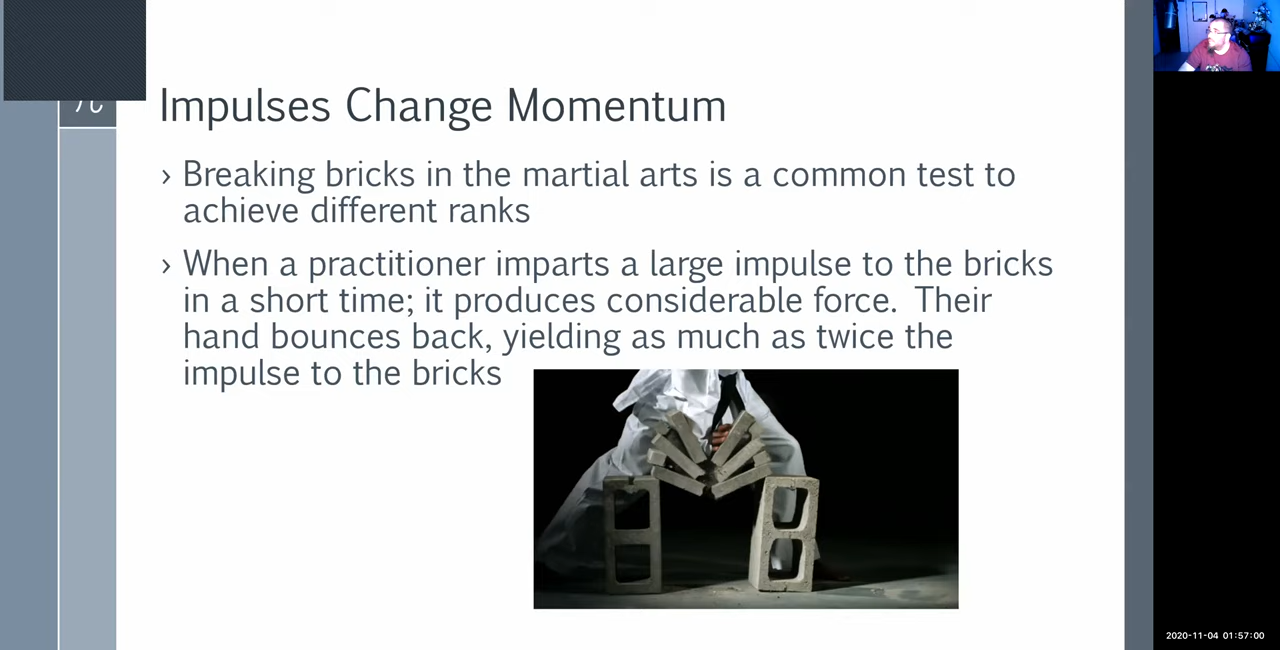 Impulses Change Momentum
› Breaking bricks in the martial arts is a common test to
achieve different ranks
› When a practitioner imparts a large impulse to the bricks
in a short time; it produces considerable force. Their
hand bounces back, yielding as much as twice the
impulse to the bricks
2020-11-04 01:57:00